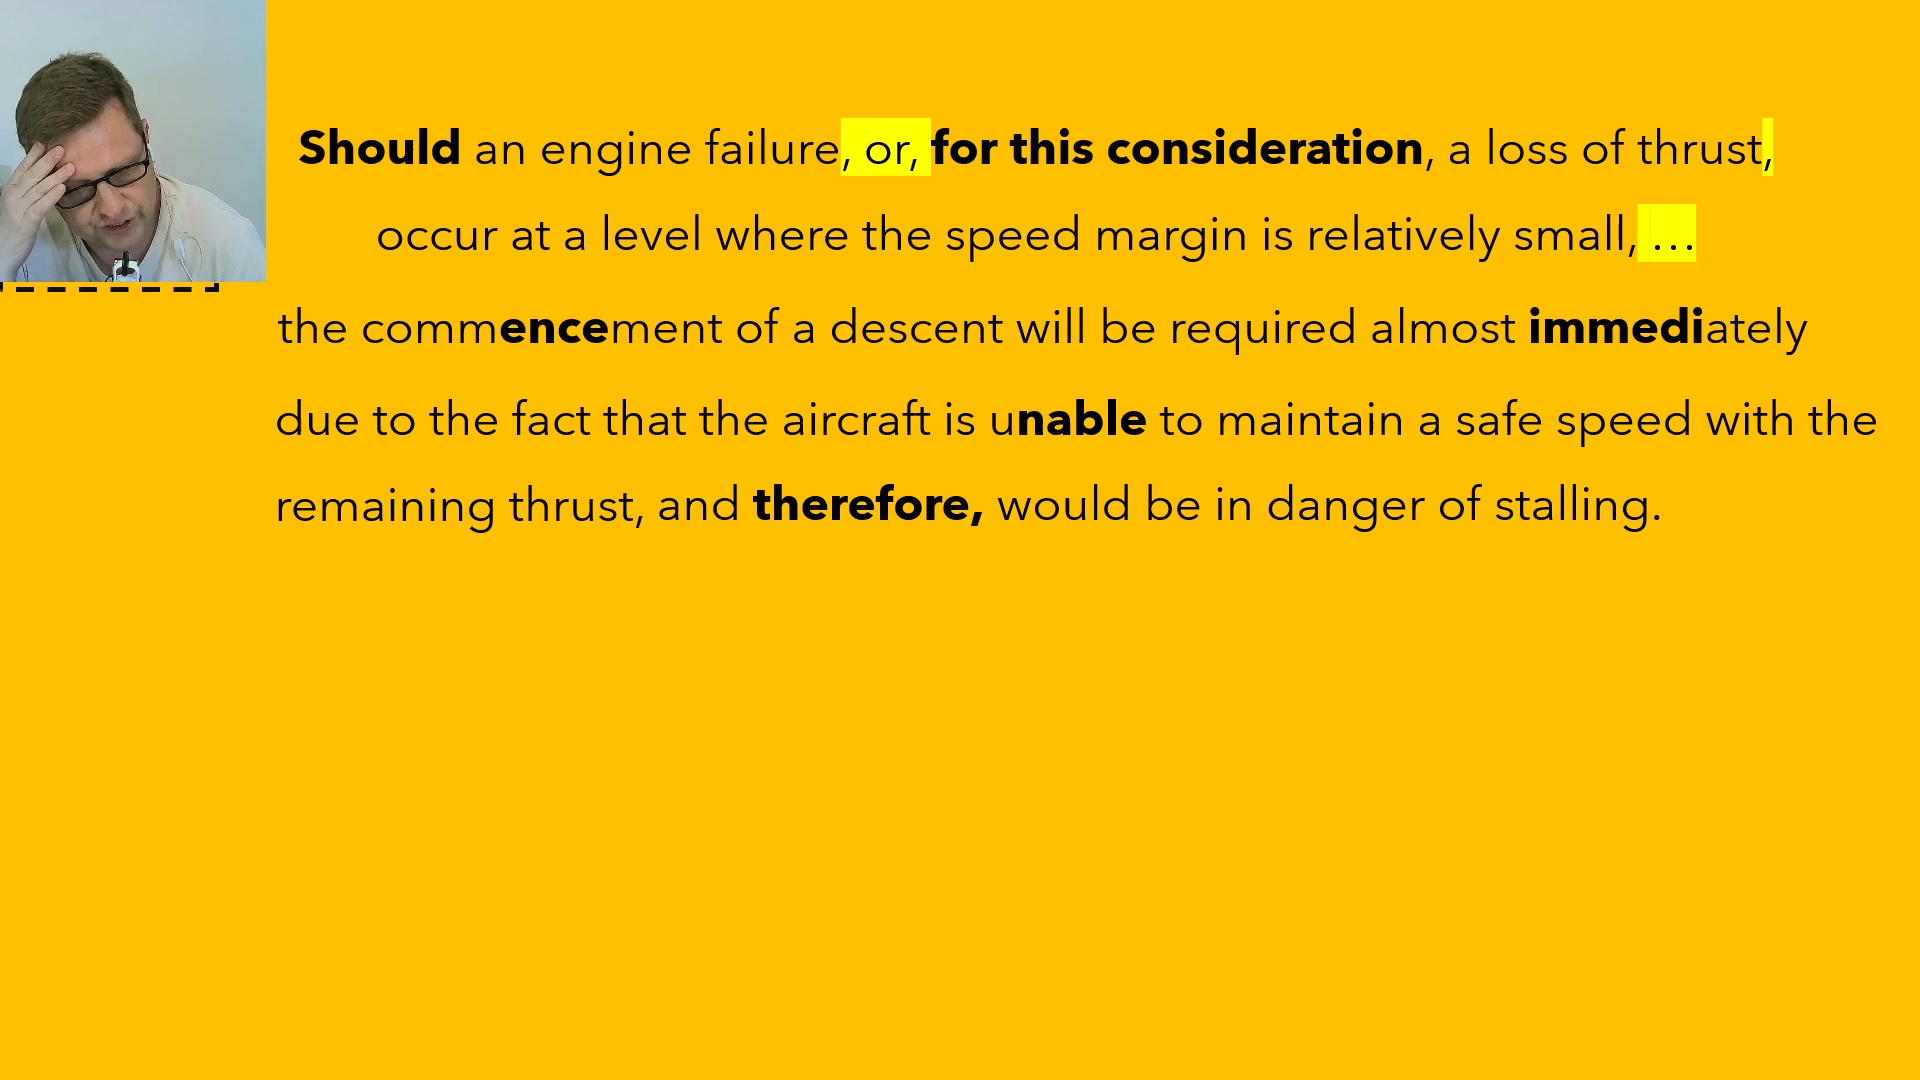 Should an engine failure, or, for this consideration, a loss of thrust,
occur at a level where the speed margin is relatively small, ...
the commencement of a descent will be required almost immediately
due to the fact that the aircraft is unable to maintain a safe speed with the
remaining thrust, and therefore, would be in danger of stalling.